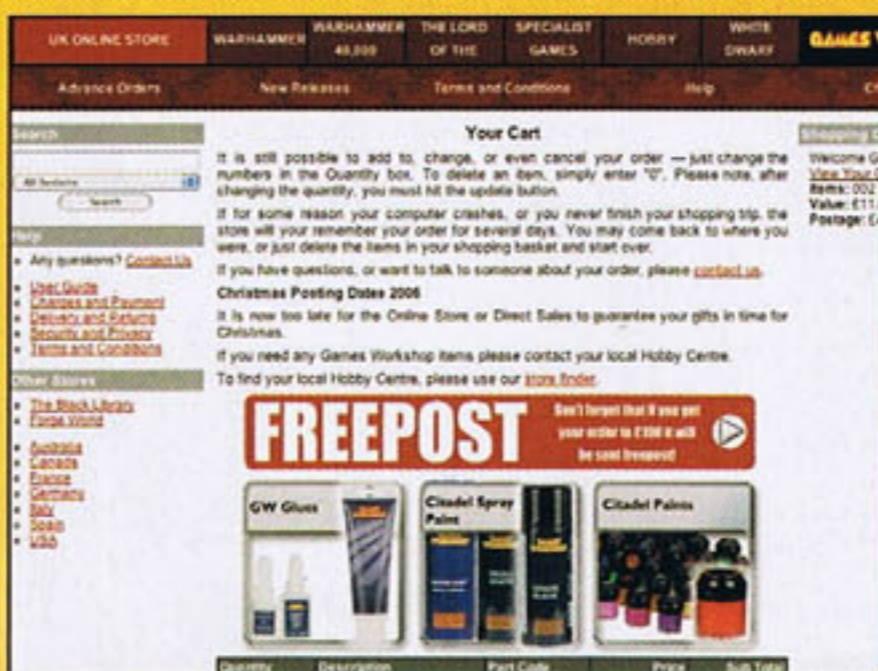 UK ONLINE STORE
WARHAMMER
WARHAMMER
40,000
THE LORD
OF THE
SPECIALIST
GAMES
HOBBY
WHITE
DWARF
GAMES
Advance Orders
New Releases
Terms and Conditions
Help
Search
All Sections
Search
Help
Any questions? Contact Us
User Guide
Charges and Payment
Delivery and Returns
Security and Privacy
Terms and Conditions
Other Stores
The Black Library
Forge World
Australia
Canada
France
Germany
Italy
Spain
USA
Your Cart
It is still possible to add to, change, or even cancel your order — just change the
numbers in the Quantity box. To delete an item, simply enter "0". Please note, after
changing the quantity, you must hit the update button.
If for some reason your computer crashes, or you never finish your shopping trip, the
store will your remember your order for several days. You may come back to where you
were, or just delete the items in your shopping basket and start over.
If you have questions, or want to talk to someone about your order, please contact us.
Christmas Posting Dates 2006
It is now too late for the Online Store or Direct Sales to guarantee your gifts in time for
Christmas.
If you need any Games Workshop items please contact your local Hobby Centre.
To find your local Hobby Centre, please use our store finder.
FREEPOST
Don't forget that if you get
your order to £100 it will
be sent freepost!
GW Glues
Citadel Spray
Paint
Citadel Paints
Quantity
Description
Part Code
Price
Sub Total
Shopping
Welcome
View Your
Items: 002
Value: £11
Postage: